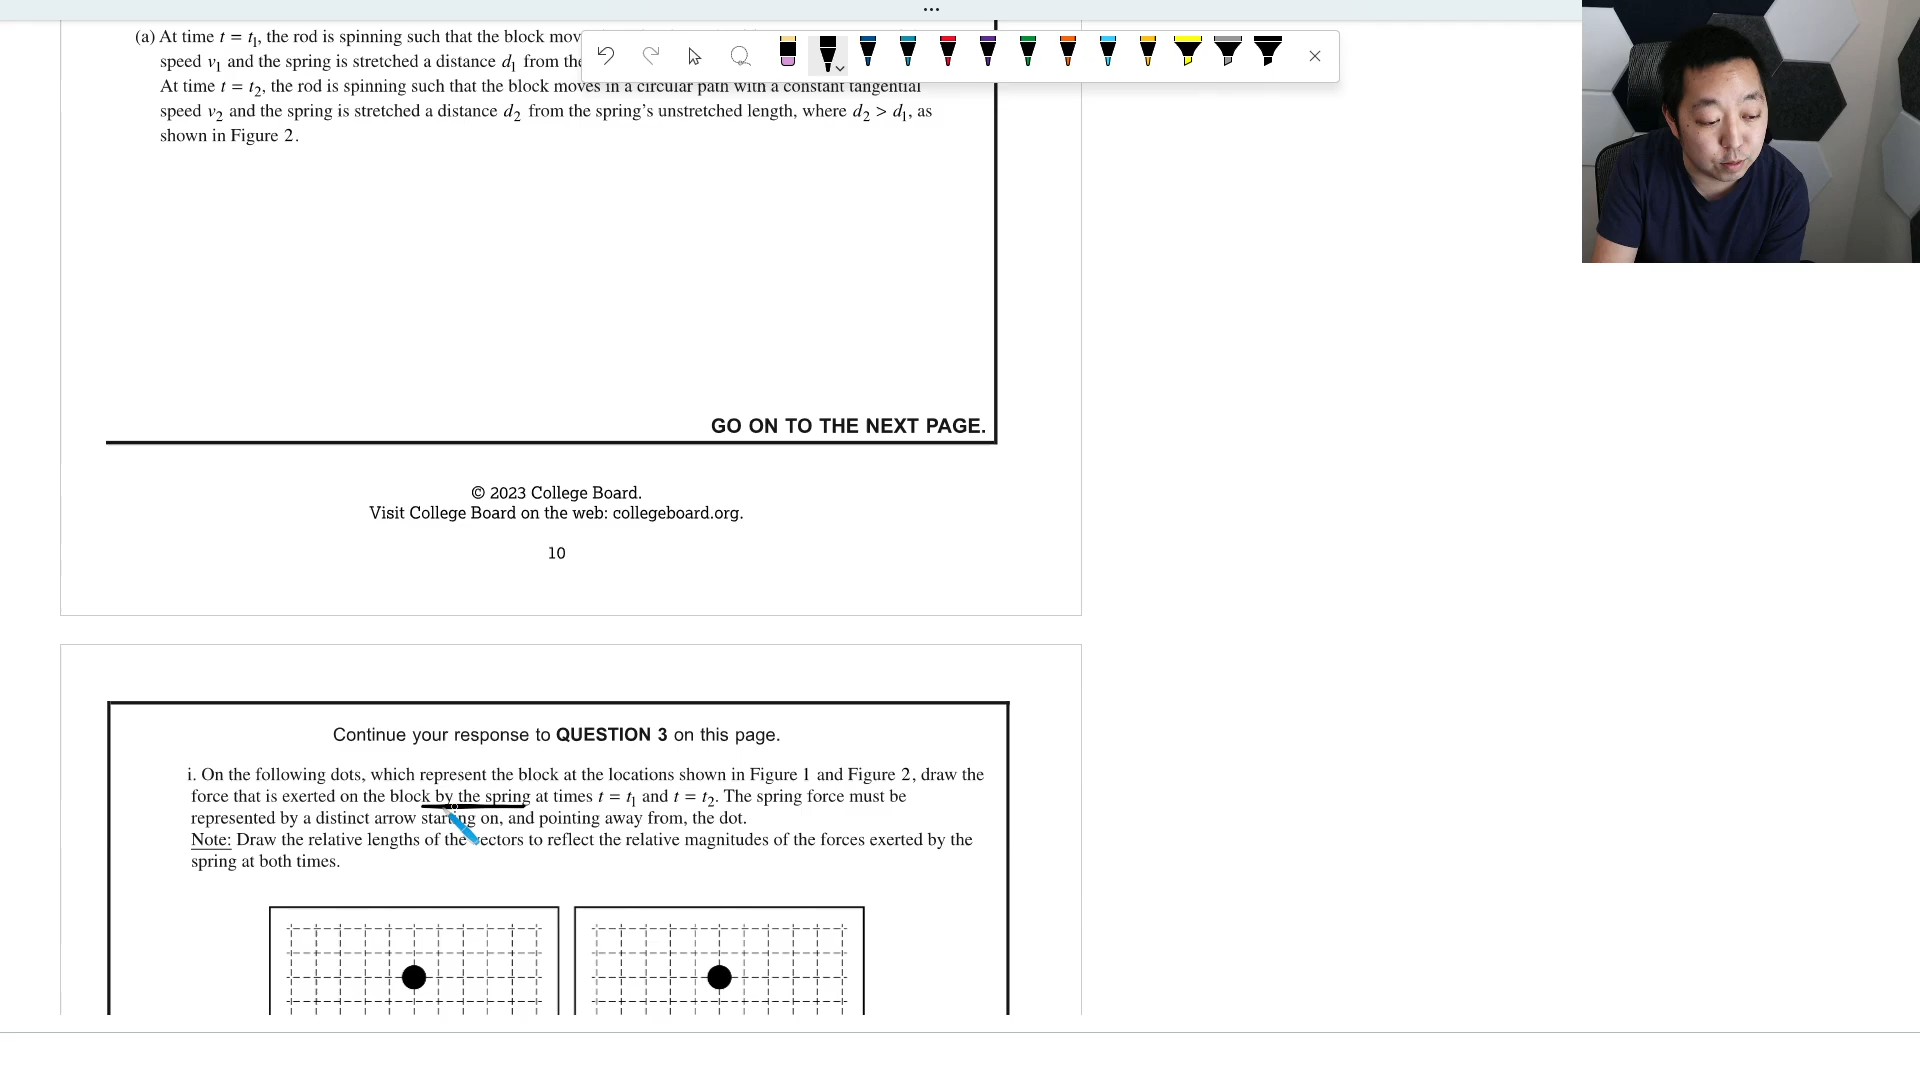 (a) At time t = t1, the rod is spinning such that the block mov
speed v1 and the spring is stretched a distance d1 from the
At time t = t2, the rod is spinning such that the block moves in a circular path with a constant tangential
speed v2 and the spring is stretched a distance d2 from the spring’s unstretched length, where d2 > d1, as
shown in Figure 2.
GO ON TO THE NEXT PAGE.
© 2023 College Board.
Visit College Board on the web: collegeboard.org.
10
Continue your response to QUESTION 3 on this page.
i. On the following dots, which represent the block at the locations shown in Figure 1 and Figure 2, draw the
force that is exerted on the block by the spring at times t = t1 and t = t2. The spring force must be
represented by a distinct arrow starting on, and pointing away from, the dot.
Note: Draw the relative lengths of the vectors to reflect the relative magnitudes of the forces exerted by the
spring at both times.